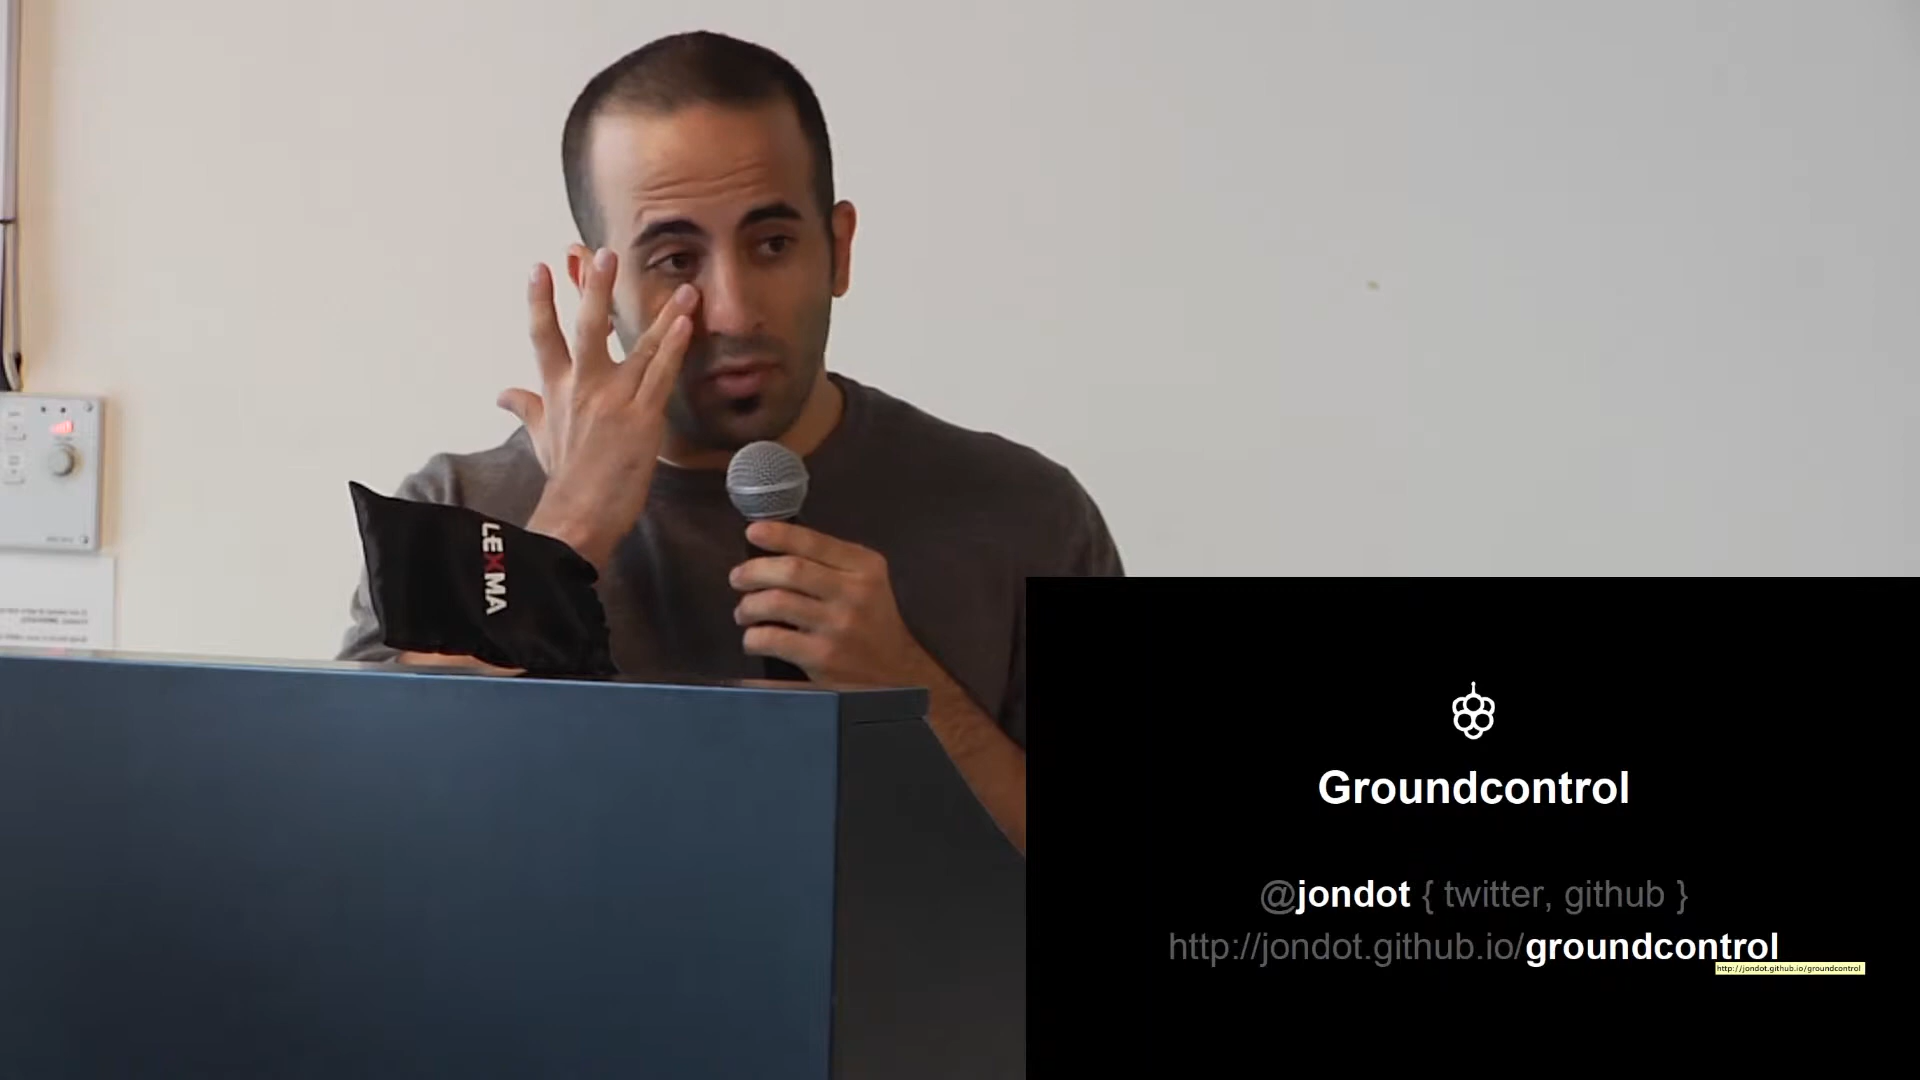 LEXMA
Groundcontrol
@jondot { twitter, github }
http://jondot.github.io/groundcontrol
http://jondot.github.io/groundcontrol